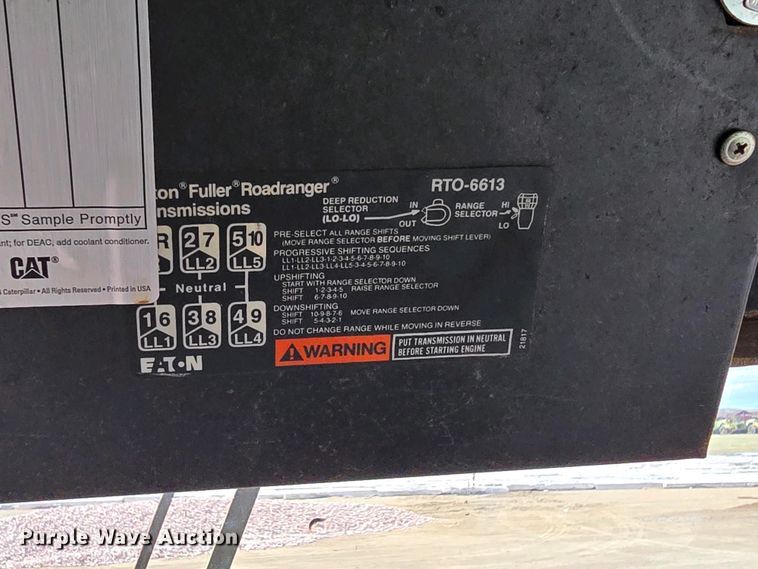 S℠ Sample Promptly
nt; for DEAC, add coolant conditioner.
CAT®
Caterpillar • All Rights Reserved • Printed in USA
ton® Fuller® Roadranger®
nsmissions
RTO-6613
DEEP REDUCTION
SELECTOR
(LO-LO)
IN
OUT
RANGE
SELECTOR
HI
LO
R
2 7
LL2
5 10
LL5
Neutral
1 6
LL1
3 8
LL3
4 9
LL4
PRE-SELECT ALL RANGE SHIFTS
(MOVE RANGE SELECTOR BEFORE MOVING SHIFT LEVER)
PROGRESSIVE SHIFTING SEQUENCES
LL1-LL2-LL3-1-2-3-4-5-6-7-8-9-10
LL1-LL2-LL3-LL4-LL5-3-4-5-6-7-8-9-10
UPSHIFTING
START WITH RANGE SELECTOR DOWN
SHIFT 1-2-3-4-5 RAISE RANGE SELECTOR
SHIFT 6-7-8-9-10
DOWNSHIFTING
SHIFT 10-9-8-7-6 MOVE RANGE SELECTOR DOWN
SHIFT 5-4-3-2-1
DO NOT CHANGE RANGE WHILE MOVING IN REVERSE
WARNING
PUT TRANSMISSION IN NEUTRAL
BEFORE STARTING ENGINE
21817
EATON
Purple Wave Auction